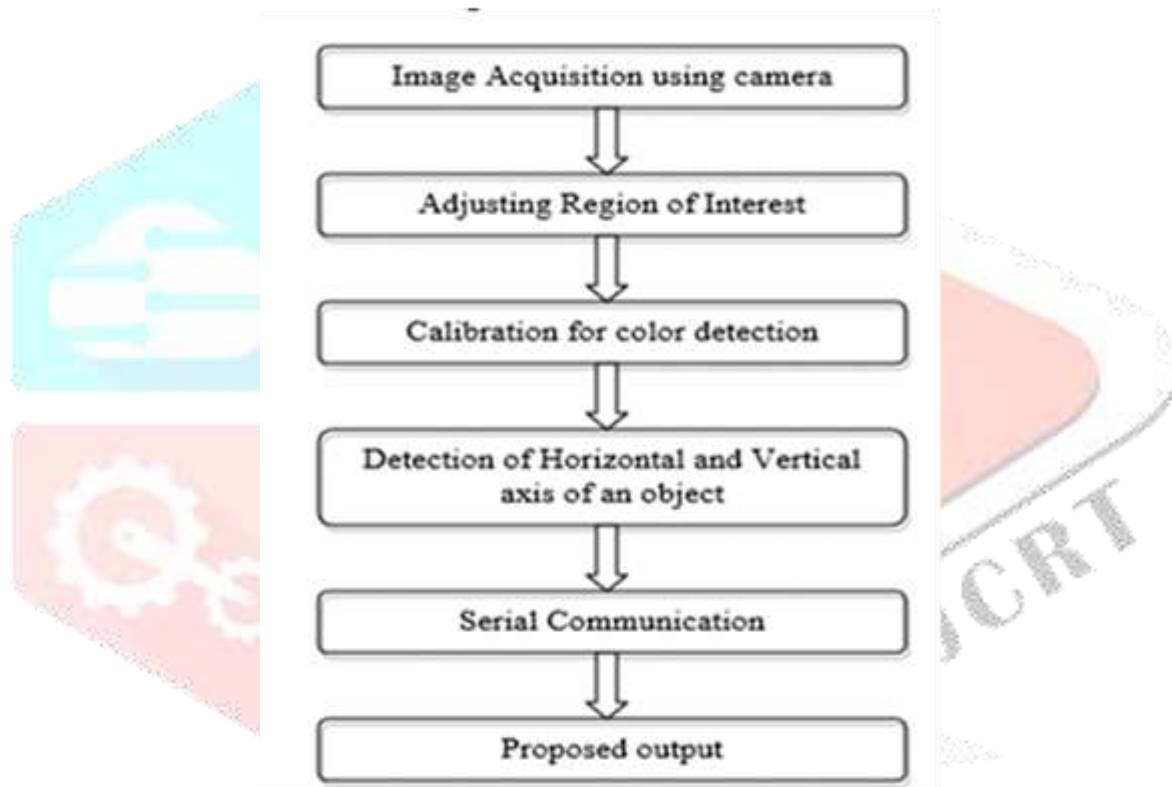 Image Acquisition using camera
Adjusting Region of Interest
Calibration for color detection
Detection of Horizontal and Vertical
axis of an object
Serial Communication
Proposed output